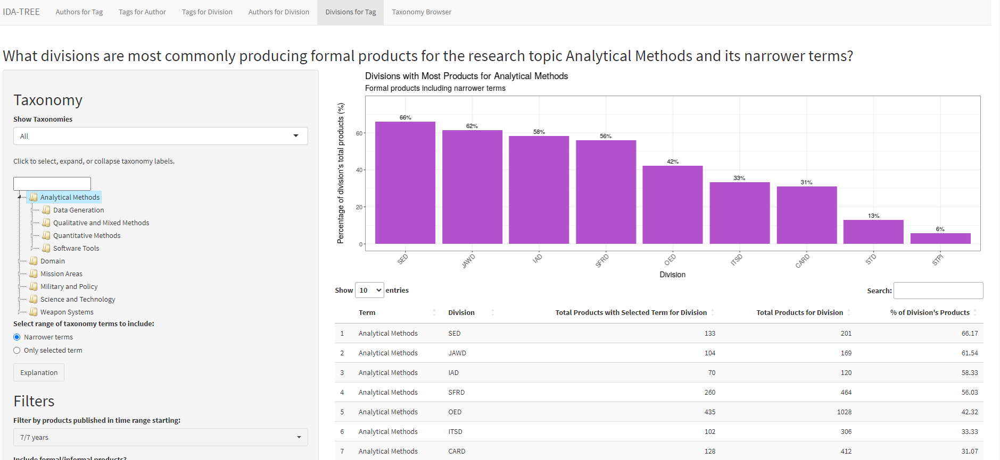 IDA-TREE Authors for Tag Tags for Author Tags for Division Authors for Division Divisions for Tag Taxonomy Browser
What divisions are most commonly producing formal products for the research topic Analytical Methods and its narrower terms?
Taxonomy
Show Taxonomies
All
Click to select, expand, or collapse taxonomy labels.
Analytical Methods
Data Generation
Qualitative and Mixed Methods
Quantitative Methods
Software Tools
Domain
Mission Areas
Military and Policy
Science and Technology
Weapon Systems
Select range of taxonomy terms to include:
Narrower terms
Only selected term
Explanation
Filters
Filter by products published in time range starting:
7/7 years
Include formal/informal products?
Divisions with Most Products for Analytical Methods
Formal products including narrower terms
Percentage of division's total products (%)
60
40
20
0
66%
62%
58%
56%
42%
33%
31%
13%
6%
SED
JAWD
IAD
SFRD
OED
ITSD
CARD
STD
STPI
Division
Show 10 entries
Search:
Term Division Total Products with Selected Term for Division Total Products for Division % of Division's Products
1 Analytical Methods SED 133 201 66.17
2 Analytical Methods JAWD 104 169 61.54
3 Analytical Methods IAD 70 120 58.33
4 Analytical Methods SFRD 260 464 56.03
5 Analytical Methods OED 435 1028 42.32
6 Analytical Methods ITSD 102 306 33.33
7 Analytical Methods CARD 128 412 31.07